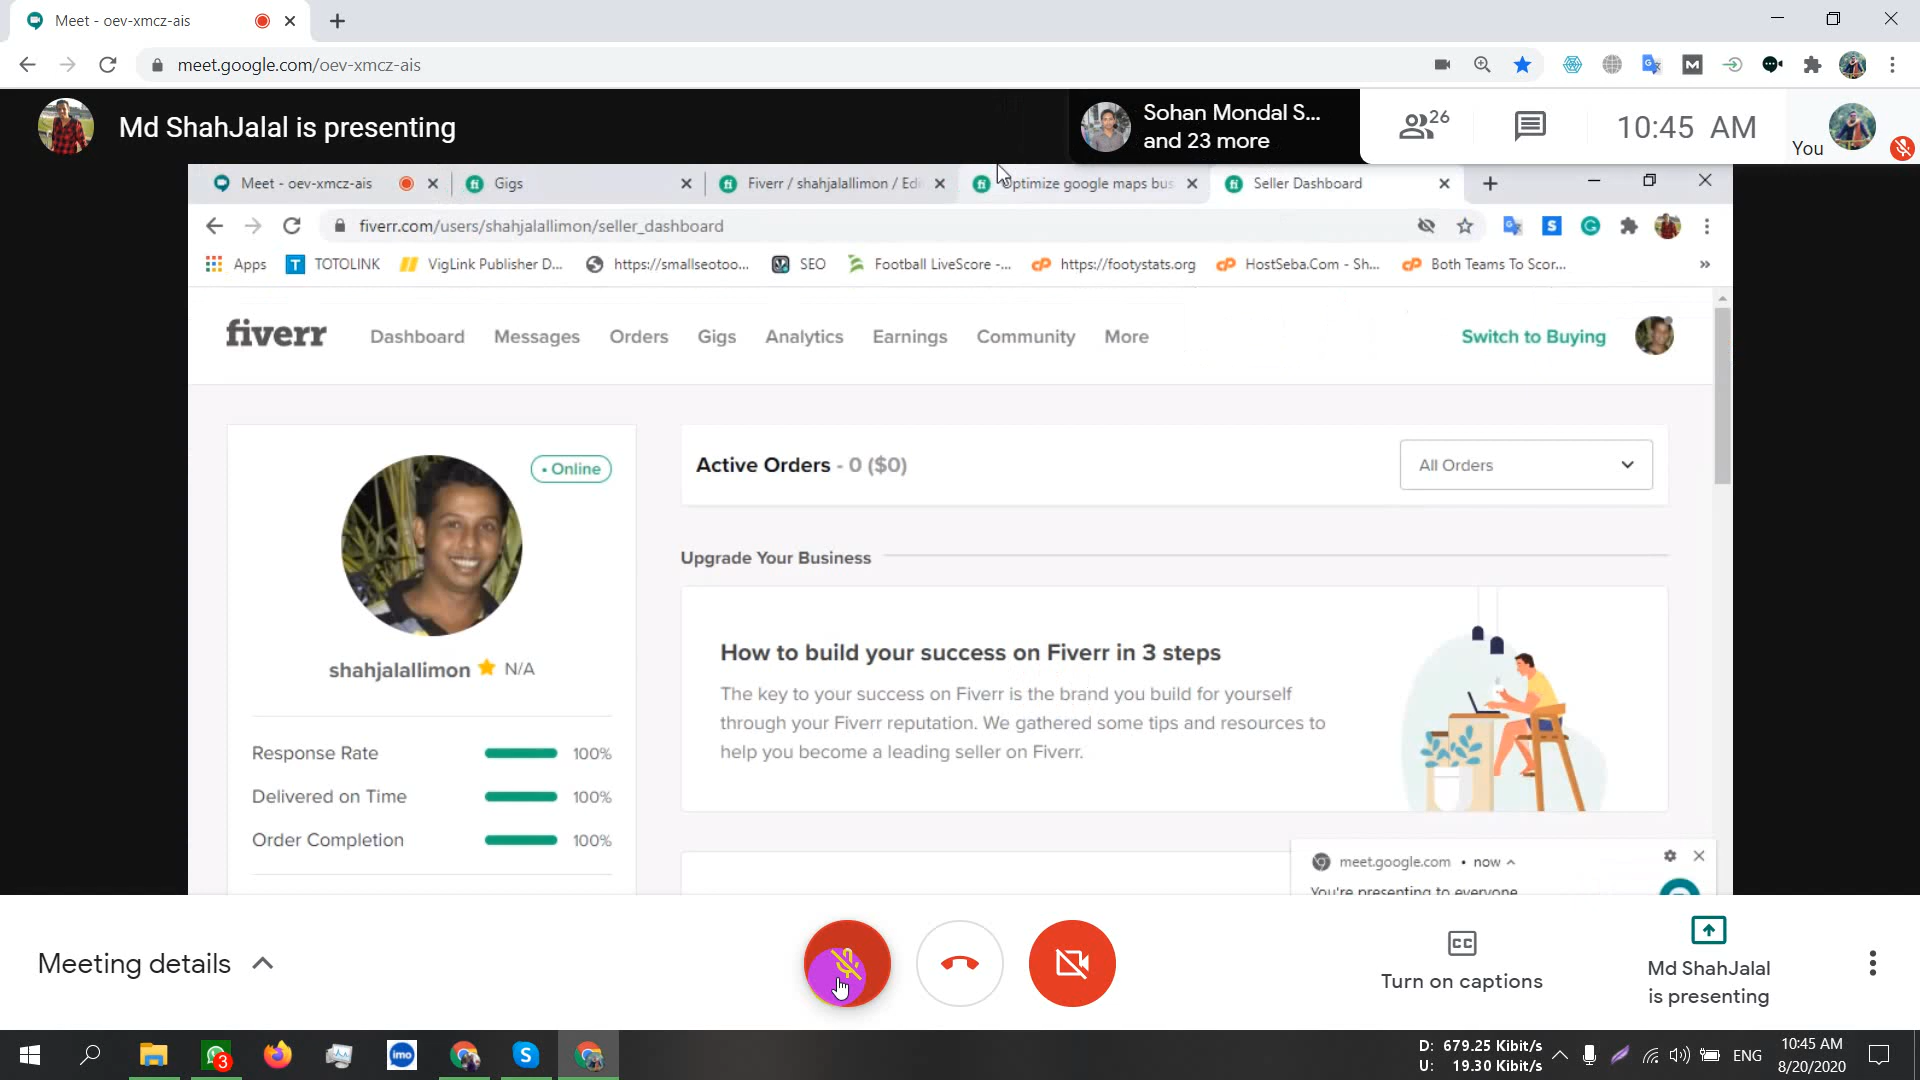 Meet - oev-xmcz-ais
meet.google.com/oev-xmcz-ais
Md ShahJalal is presenting
Sohan Mondal S...
and 23 more
26
10:45 AM
You
Meet - oev-xmcz-ais
Gigs
Fiverr / shahjalallimon / Edi
ptimize google maps bus
Seller Dashboard
fiverr.com/users/shahjalallimon/seller_dashboard
Apps
TOTOLINK
VigLink Publisher D...
https://smallseotoo...
SEO
Football LiveScore -...
https://footystats.org
HostSeba.Com - Sh...
Both Teams To Scor...
»
fiverr
Dashboard
Messages
Orders
Gigs
Analytics
Earnings
Community
More
Switch to Buying
• Online
shahjalallimon N/A
Response Rate 100%
Delivered on Time 100%
Order Completion 100%
Active Orders - 0 ($0)
All Orders
Upgrade Your Business
How to build your success on Fiverr in 3 steps
The key to your success on Fiverr is the brand you build for yourself
through your Fiverr reputation. We gathered some tips and resources to
help you become a leading seller on Fiverr.
meet.google.com • now
You're presenting to everyone
Meeting details
Turn on captions
Md ShahJalal
is presenting
3
imo
D: 679.25 Kibit/s
U: 19.30 Kibit/s
ENG
10:45 AM
8/20/2020